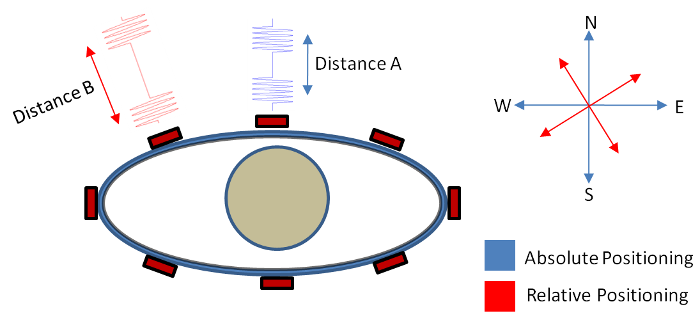 N
Distance A
Distance B
W
E
S
Absolute Positioning
Relative Positioning